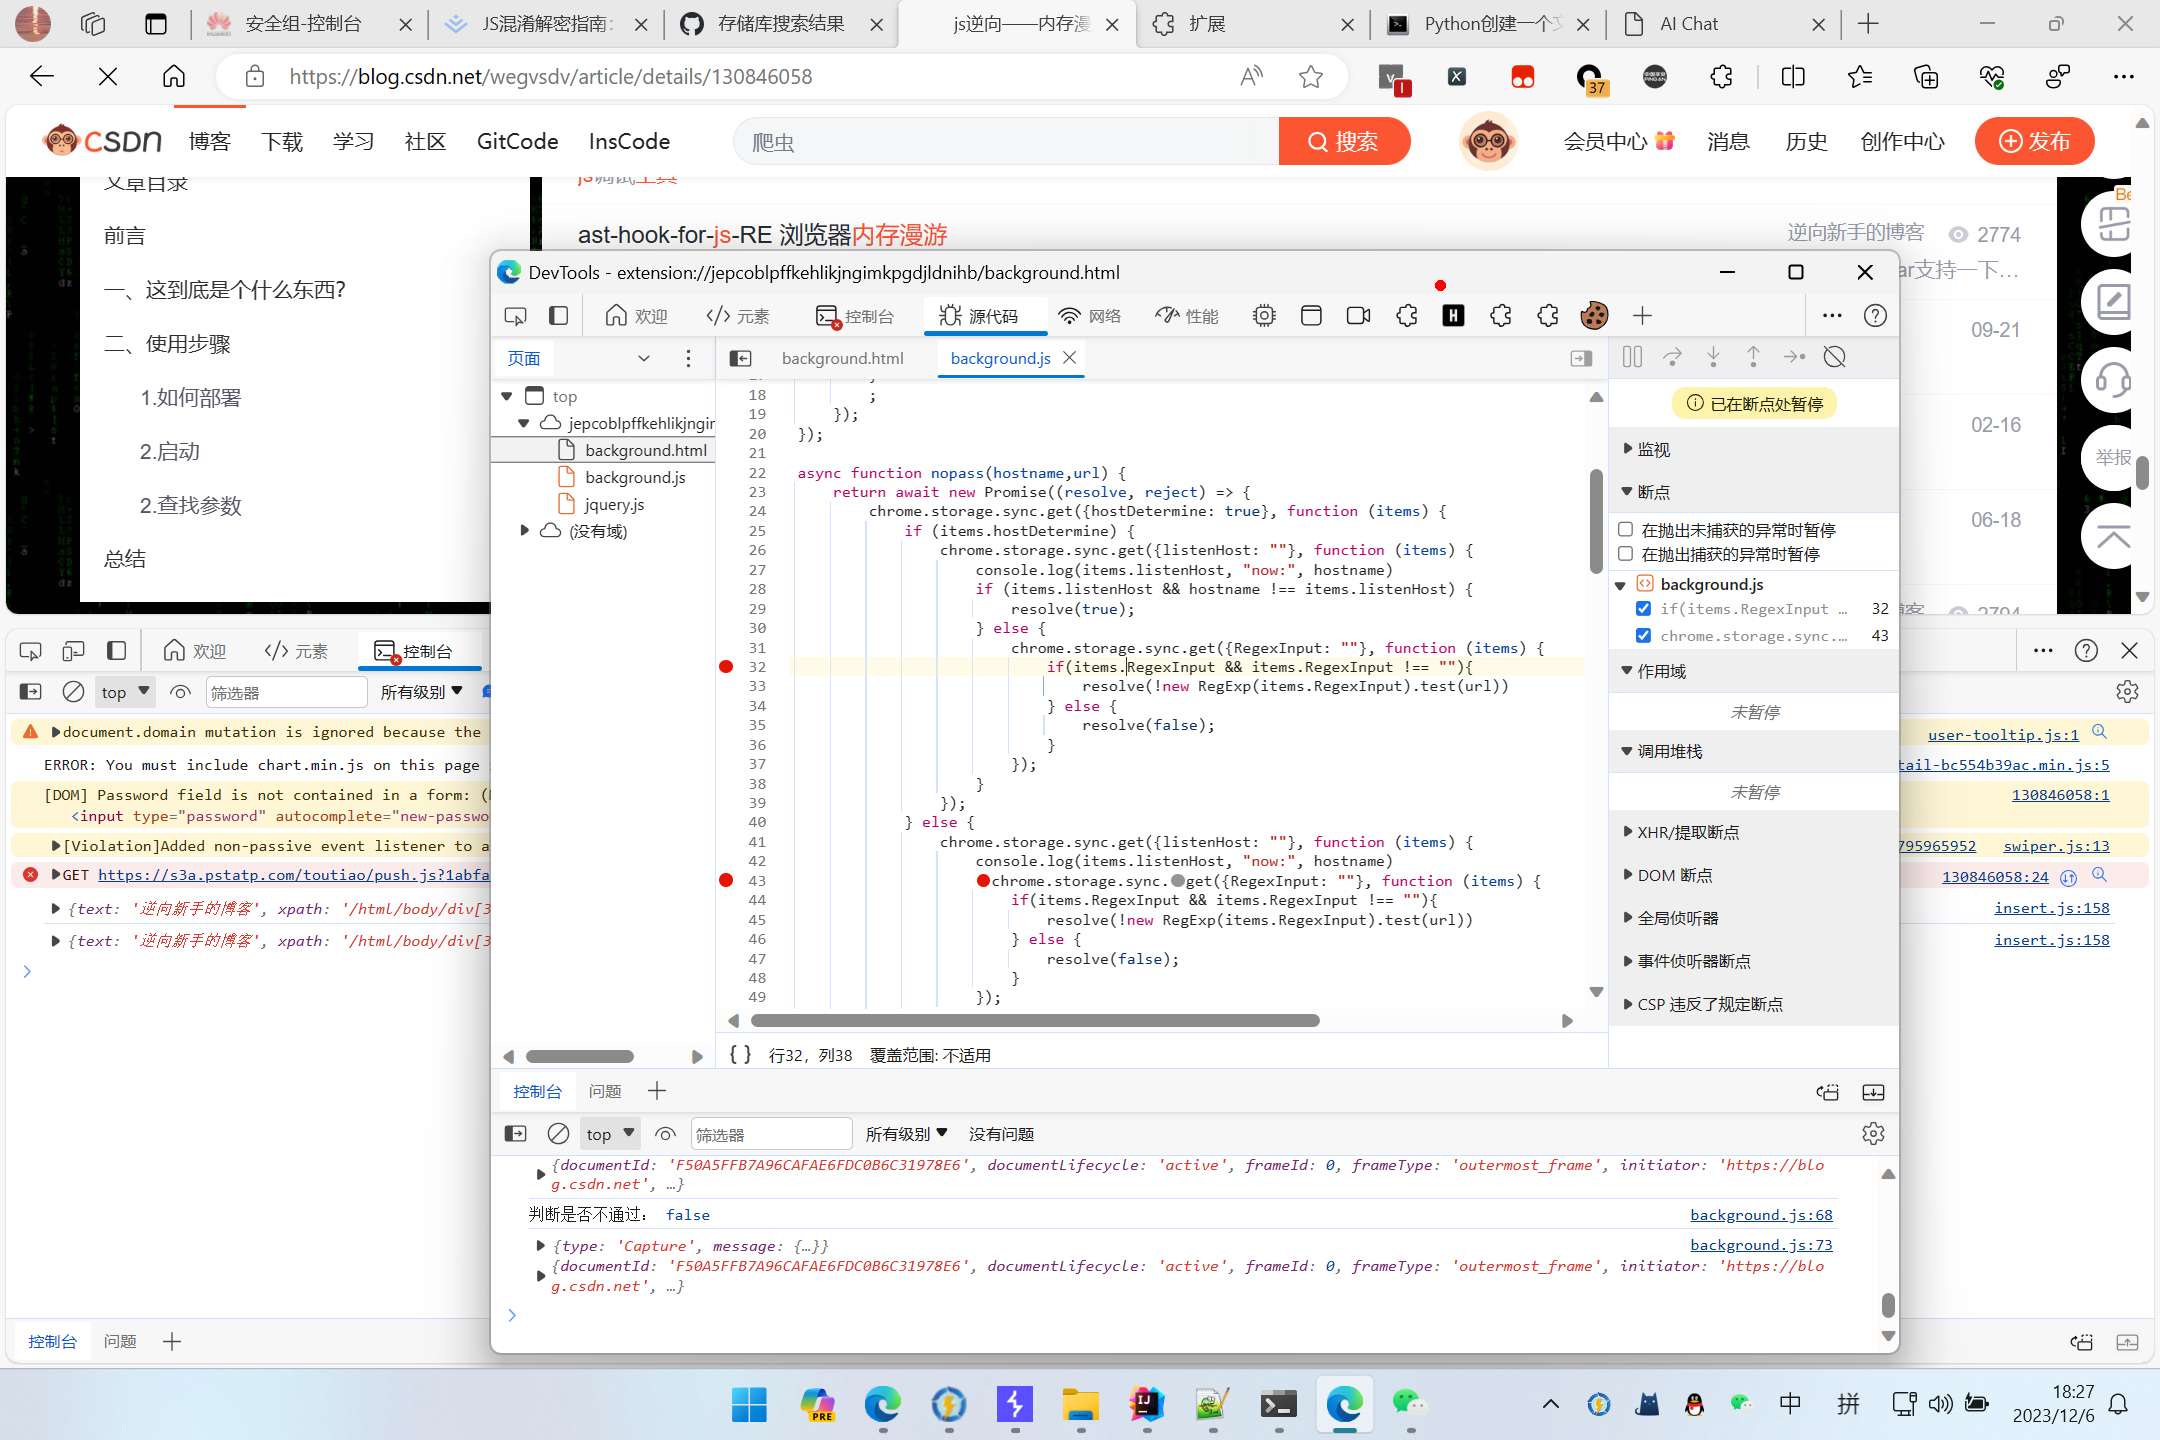 安全组-控制台
JS混淆解密指南:
存储库搜索结果
js逆向——内存漫
扩展
Python创建一个文
AI Chat
https://blog.csdn.net/wegvsdv/article/details/130846058
37
CSDN
博客
下载
学习
社区
GitCode
InsCode
爬虫
搜索
会员中心
消息
历史
创作中心
发布
文章目录
js调试工具
前言
ast-hook-for-js-RE 浏览器内存漫游
逆向新手的博客
2774
一、这到底是个什么东西?
ar支持一下…
二、使用步骤
09-21
1.如何部署
02-16
2.启动
举报
2.查找参数
06-18
总结
DevTools - extension://jepcoblpffkehlikjngimkpgdjldnihb/background.html
欢迎
元素
控制台
源代码
网络
性能
页面
background.html
background.js
top
jepcoblpffkehlikjngir
background.html
background.js
jquery.js
(没有域)
18 ;
19 });
20 });
21
22 async function nopass(hostname,url) {
23 return await new Promise((resolve, reject) => {
24 chrome.storage.sync.get({hostDetermine: true}, function (items) {
25 if (items.hostDetermine) {
26 chrome.storage.sync.get({listenHost: ""}, function (items) {
27 console.log(items.listenHost, "now:", hostname)
28 if (items.listenHost && hostname !== items.listenHost) {
29 resolve(true);
30 } else {
31 chrome.storage.sync.get({RegexInput: ""}, function (items) {
32 if(items.RegexInput && items.RegexInput !== ""){
33 resolve(!new RegExp(items.RegexInput).test(url))
34 } else {
35 resolve(false);
36 }
37 });
38 }
39 });
40 } else {
41 chrome.storage.sync.get({listenHost: ""}, function (items) {
42 console.log(items.listenHost, "now:", hostname)
43 chrome.storage.sync.get({RegexInput: ""}, function (items) {
44 if(items.RegexInput && items.RegexInput !== ""){
45 resolve(!new RegExp(items.RegexInput).test(url))
46 } else {
47 resolve(false);
48 }
49 });
行32，列38 覆盖范围: 不适用
已在断点处暂停
监视
断点
在抛出未捕获的异常时暂停
在抛出捕获的异常时暂停
background.js
if(items.RegexInput … 32
chrome.storage.sync.… 43
作用域
未暂停
调用堆栈
未暂停
XHR/提取断点
DOM 断点
全局侦听器
事件侦听器断点
CSP 违反了规定断点
控制台
问题
top
筛选器
所有级别
没有问题
{documentId: 'F50A5FFB7A96CAFAE6FDC0B6C31978E6', documentLifecycle: 'active', frameId: 0, frameType: 'outermost_frame', initiator: 'https://blo
g.csdn.net', …}
判断是否不通过: false
background.js:68
{type: 'Capture', message: {…}}
background.js:73
{documentId: 'F50A5FFB7A96CAFAE6FDC0B6C31978E6', documentLifecycle: 'active', frameId: 0, frameType: 'outermost_frame', initiator: 'https://blo
g.csdn.net', …}
欢迎
元素
控制台
top
筛选器
所有级别
document.domain mutation is ignored because the
user-tooltip.js:1
ERROR: You must include chart.min.js on this page
tail-bc554b39ac.min.js:5
[DOM] Password field is not contained in a form:
130846058:1
<input type="password" autocomplete="new-passwo
[Violation]Added non-passive event listener to a
795965952
swiper.js:13
GET https://s3a.pstatp.com/toutiao/push.js?1abfa
130846058:24
{text: '逆向新手的博客', xpath: '/html/body/div[3
insert.js:158
{text: '逆向新手的博客', xpath: '/html/body/div[3
insert.js:158
控制台
问题
PRE
中
拼
18:27
2023/12/6